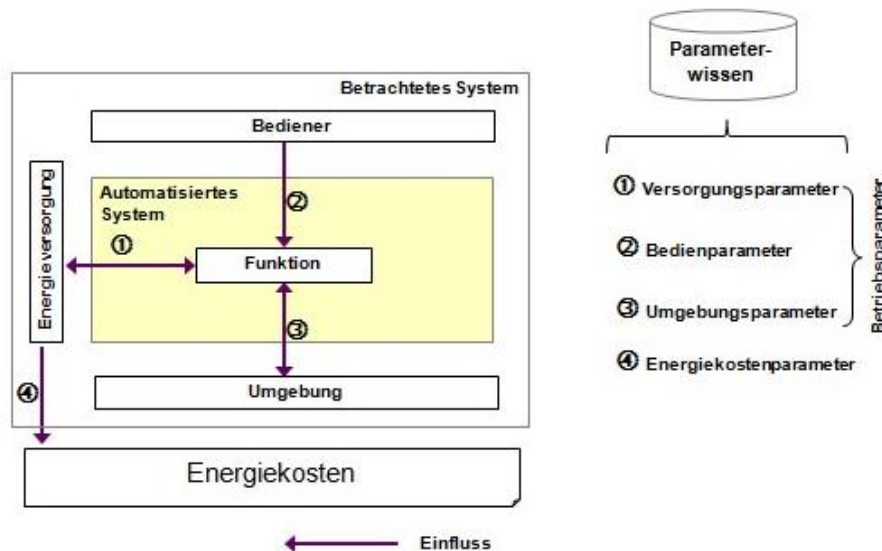 Parameter-
wissen
Betrachtetes System
Bediener
Automatisiertes
System
②
①
Funktion
Energieversorgung
③
④
Umgebung
Energiekosten
Einfluss
① Versorgungsparameter
② Bedienparameter
③ Umgebungsparameter
④ Energiekostenparameter
Betriebsparameter